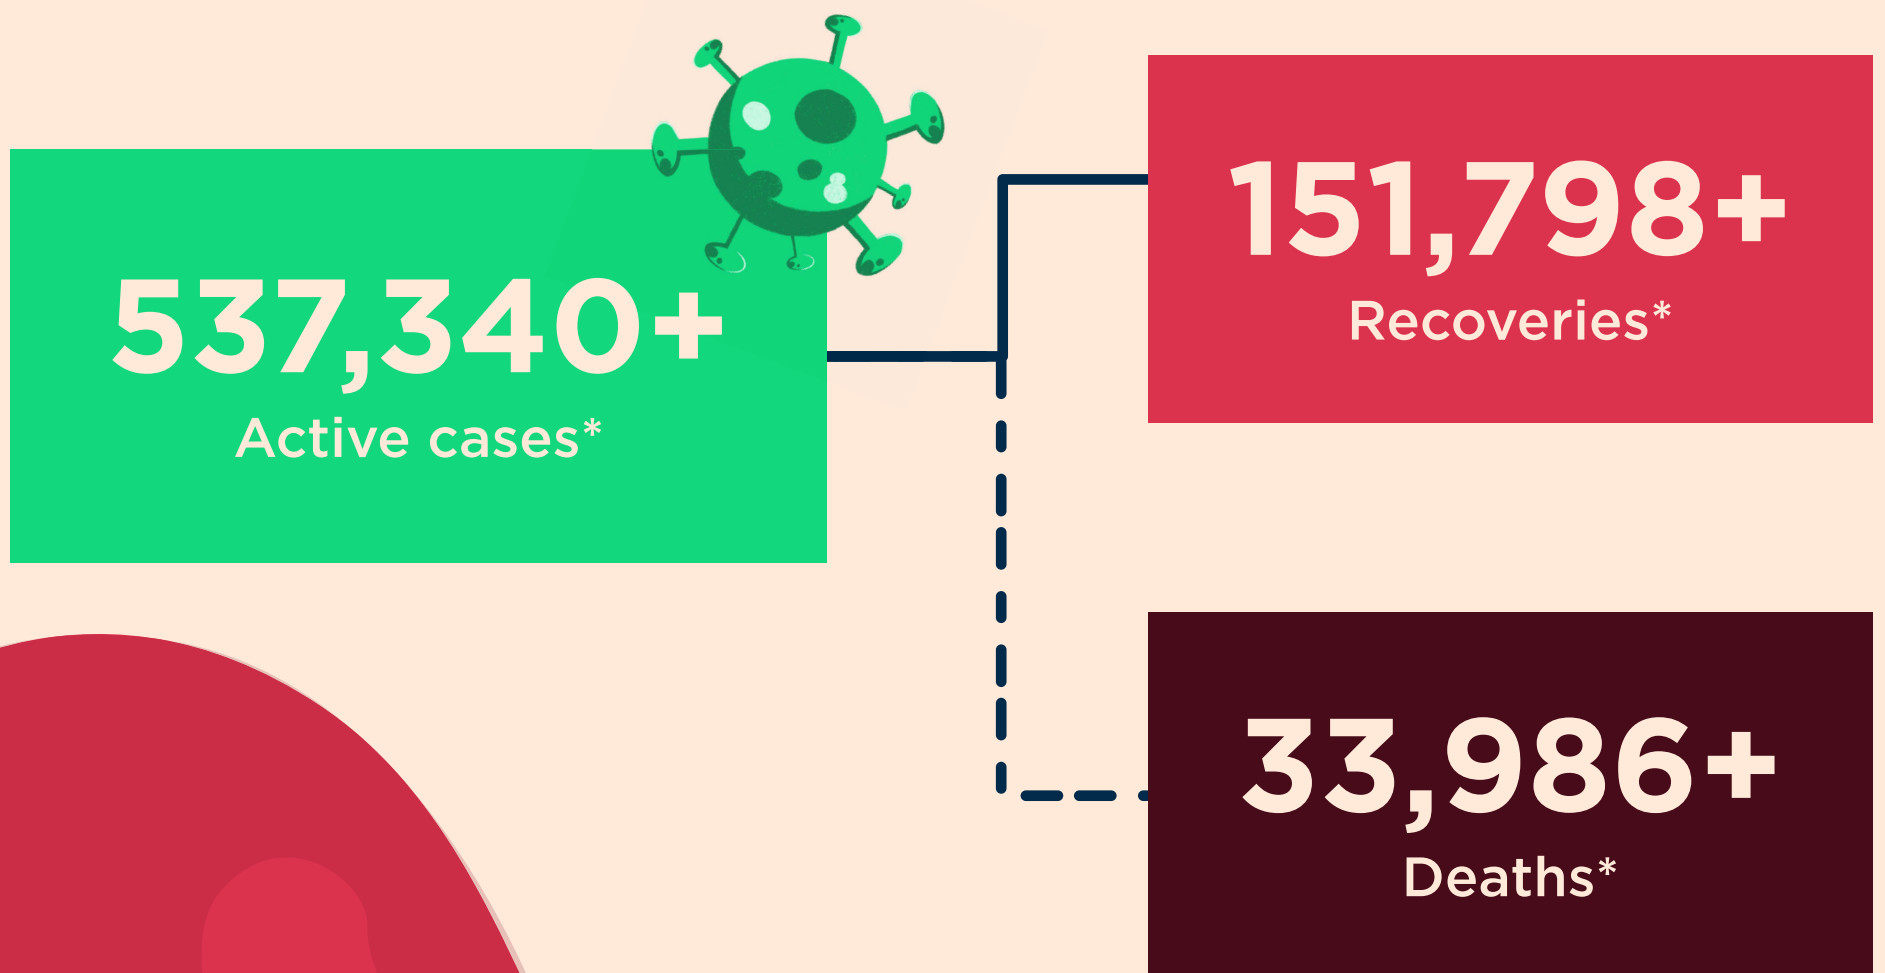 537,340+
Active cases*
151,798+
Recoveries*
33,986+
Deaths*